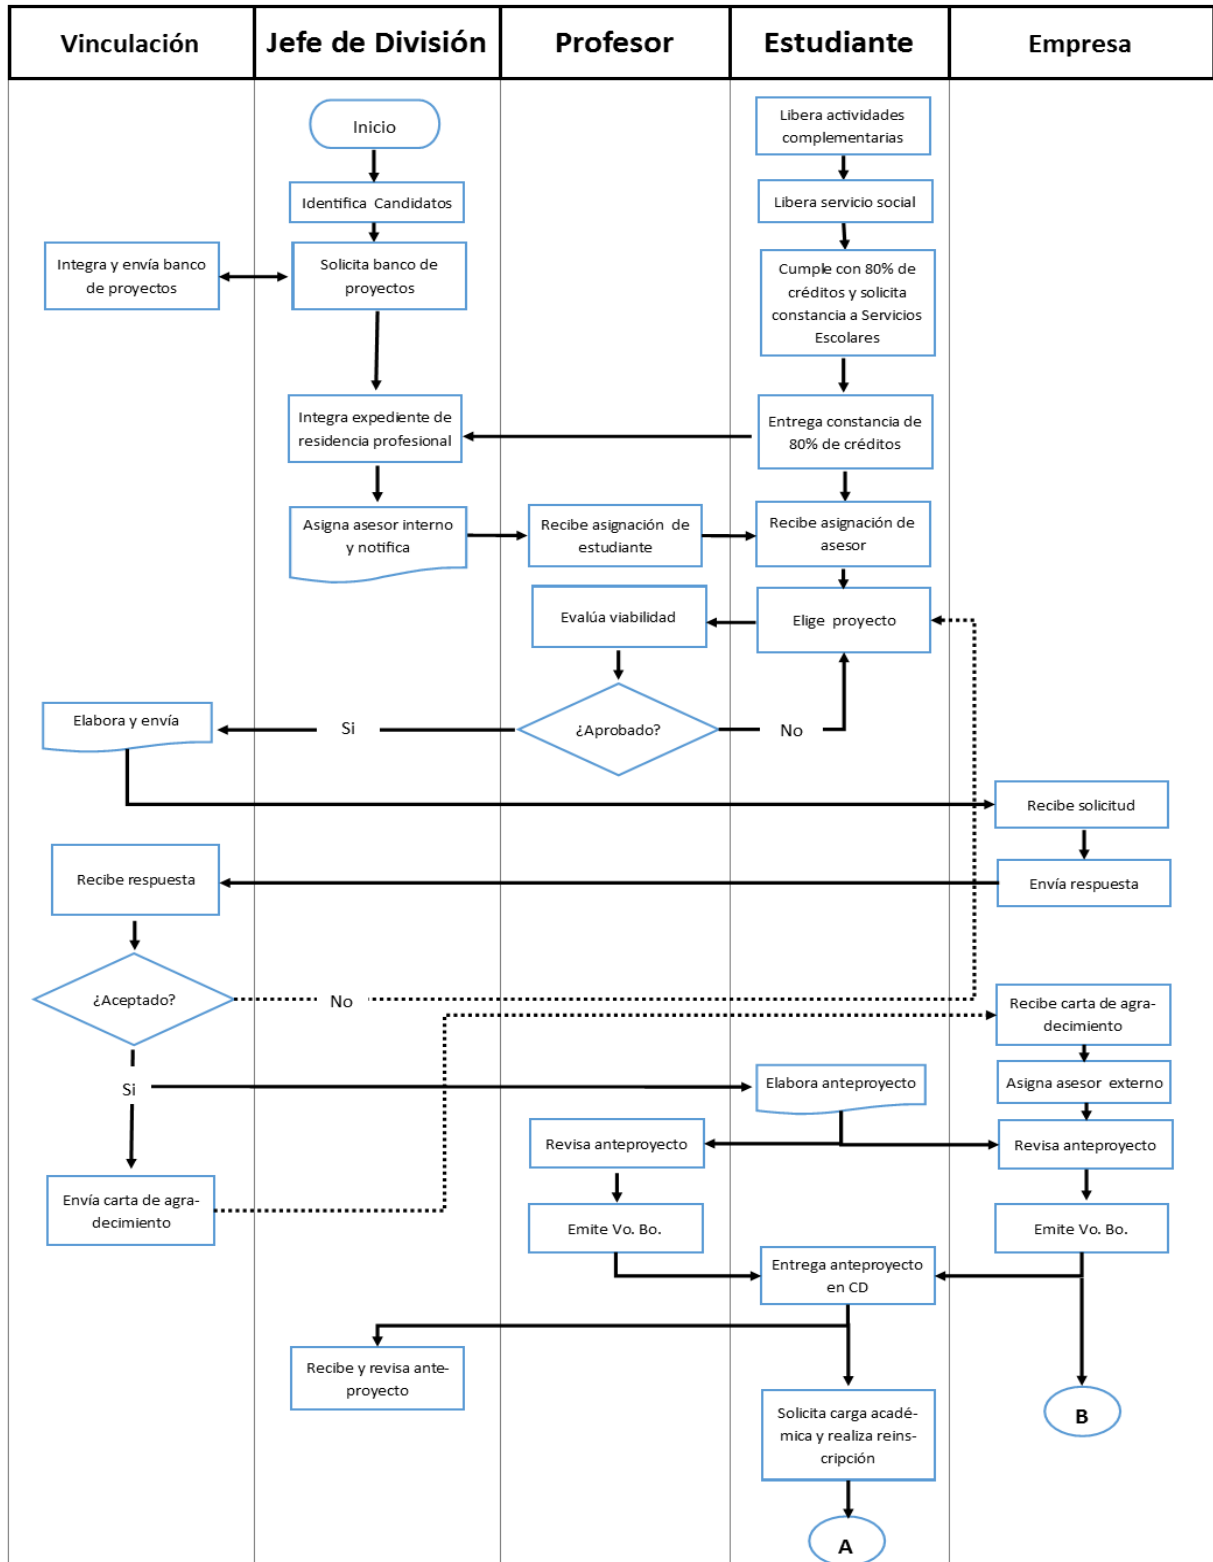 Vinculación
Jefe de División
Profesor
Estudiante
Empresa
Inicio
Libera actividades
complementarias
Identifica Candidatos
Libera servicio social
Integra y envía banco
de proyectos
Solicita banco de
proyectos
Cumple con 80% de
créditos y solicita
constancia a Servicios
Escolares
Integra expediente de
residencia profesional
Entrega constancia de
80% de créditos
Asigna asesor interno
y notifica
Recibe asignación de
estudiante
Recibe asignación de
asesor
Evalúa viabilidad
Elige proyecto
Elabora y envía
Si
¿Aprobado?
No
Recibe solicitud
Recibe respuesta
Envía respuesta
¿Aceptado?
No
Recibe carta de agra-
decimiento
Si
Elabora anteproyecto
Asigna asesor externo
Revisa anteproyecto
Revisa anteproyecto
Envía carta de agra-
decimiento
Emite Vo. Bo.
Emite Vo. Bo.
Entrega anteproyecto
en CD
Recibe y revisa ante-
proyecto
Solicita carga acadé-
mica y realiza reins-
cripción
B
A